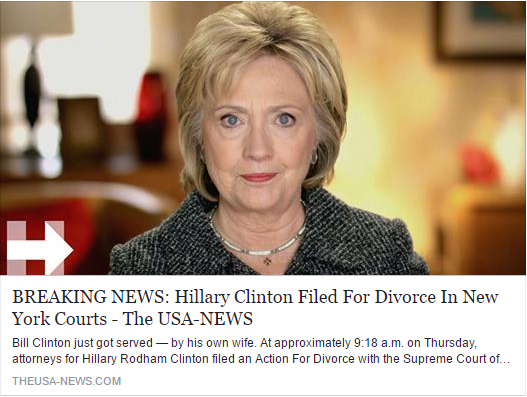 BREAKING NEWS: Hillary Clinton Filed For Divorce In New
York Courts - The USA-NEWS
Bill Clinton just got served — by his own wife. At approximately 9:18 a.m. on Thursday,
attorneys for Hillary Rodham Clinton filed an Action For Divorce with the Supreme Court of...
THEUSA-NEWS.COM